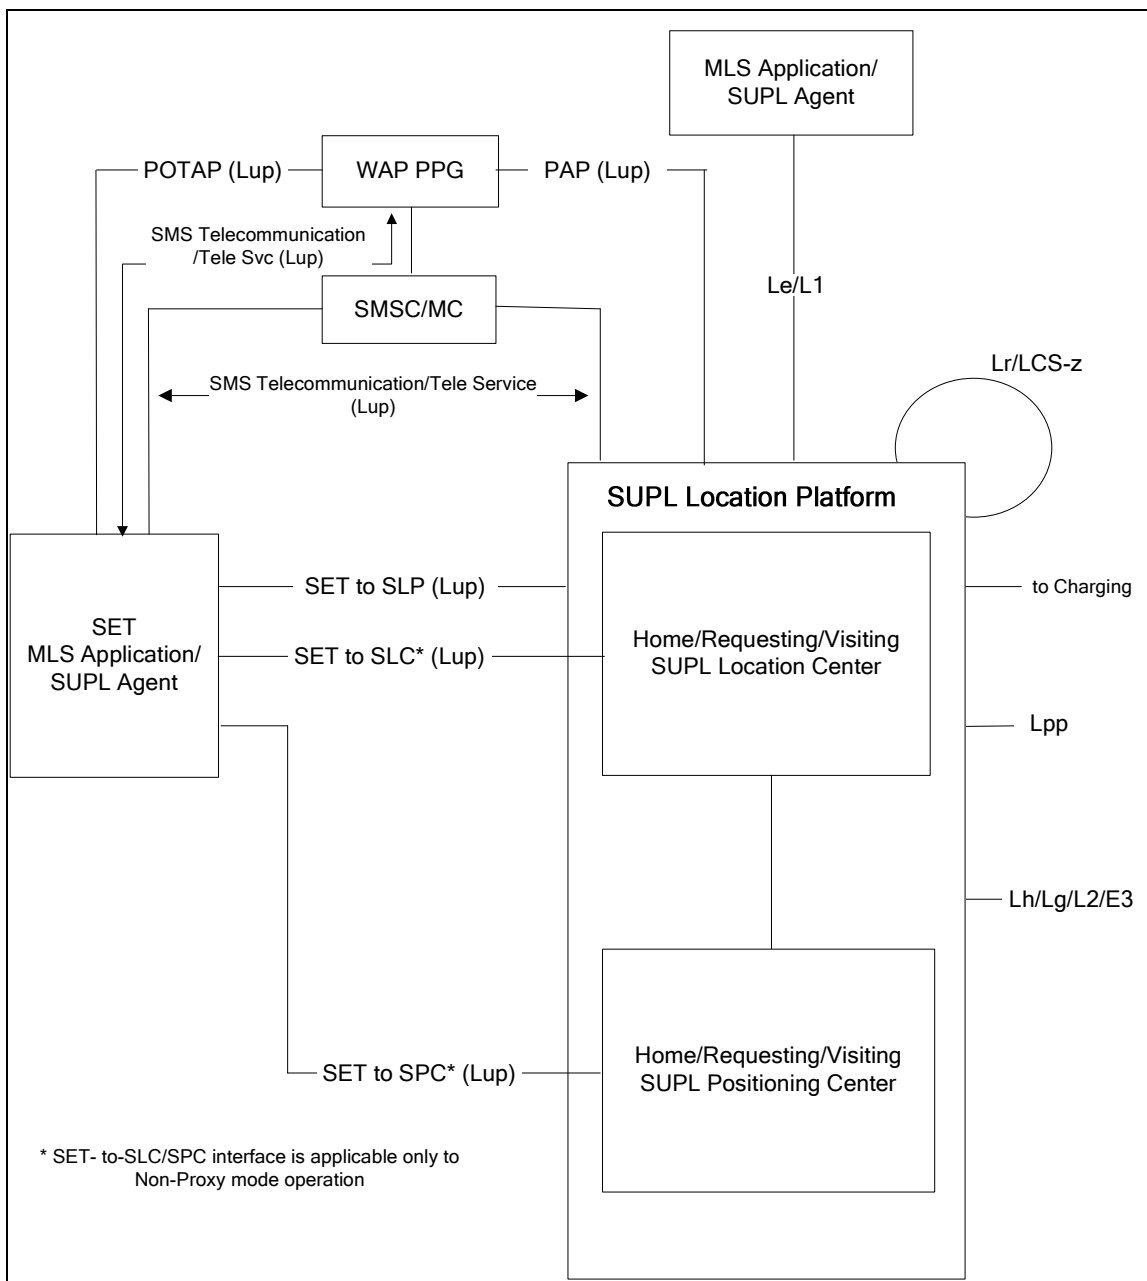 MLS Application/
SUPL Agent
POTAP (Lup)
WAP PPG
PAP (Lup)
SMS Telecommunication
/Tele Svc (Lup)
Le/L1
SMSC/MC
Lr/LCS-z
SMS Telecommunication/Tele Service
(Lup)
SUPL Location Platform
SET to SLP (Lup)
to Charging
SET
MLS Application/
SUPL Agent
SET to SLC* (Lup)
Home/Requesting/Visiting
SUPL Location Center
Lpp
Lh/Lg/L2/E3
SET to SPC* (Lup)
Home/Requesting/Visiting
SUPL Positioning Center
* SET- to-SLC/SPC interface is applicable only to
Non-Proxy mode operation